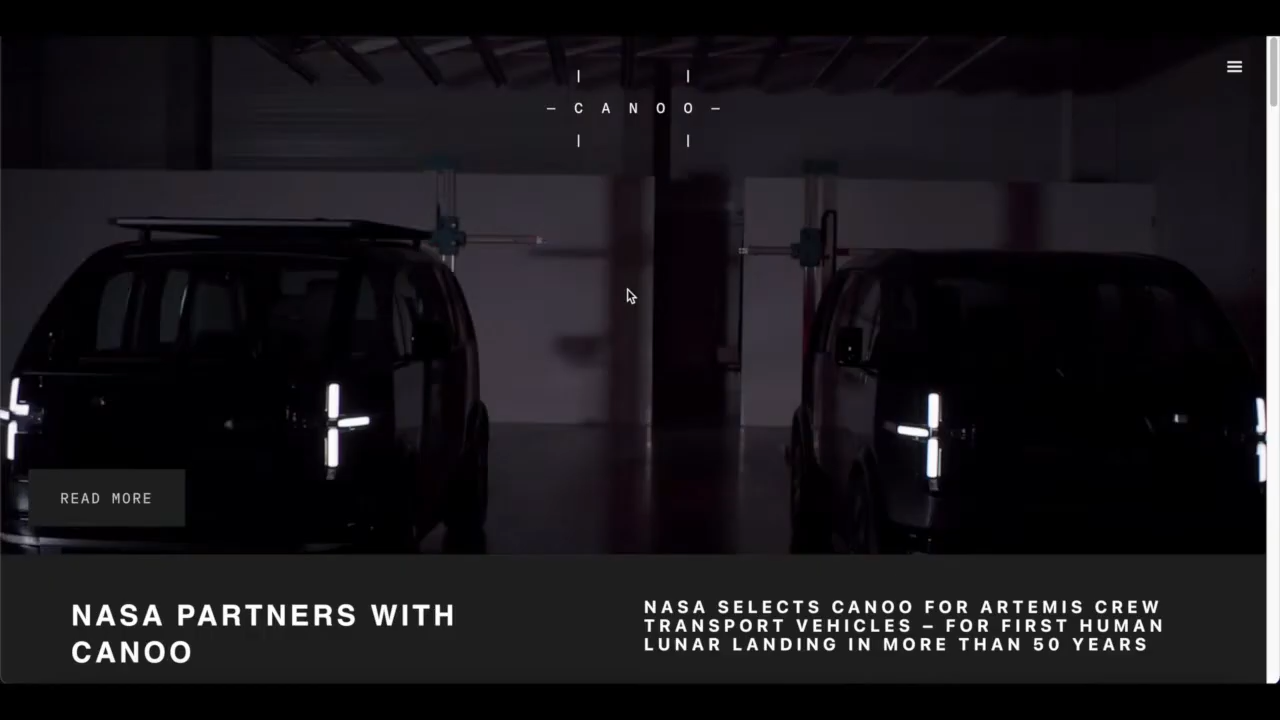 CANOO
READ MORE
NASA PARTNERS WITH
CANOO
NASA SELECTS CANOO FOR ARTEMIS CREW
TRANSPORT VEHICLES – FOR FIRST HUMAN
LUNAR LANDING IN MORE THAN 50 YEARS